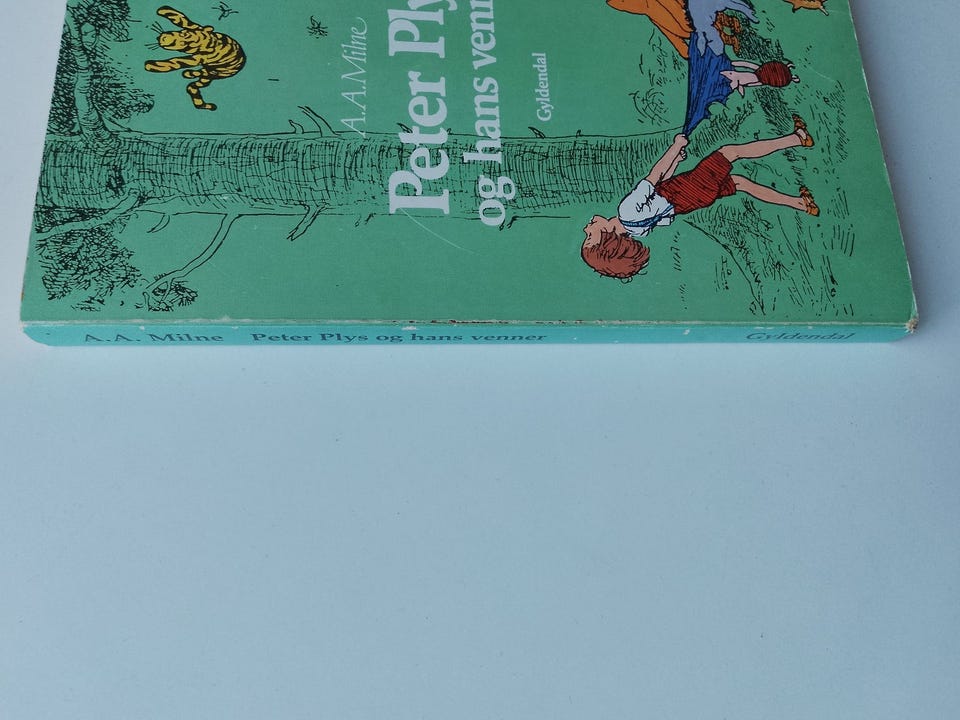 A.A. Milne
Peter Ply
og hans venn
Gyldendal
A.A. Milne Peter Plys og hans venner Gyldendal